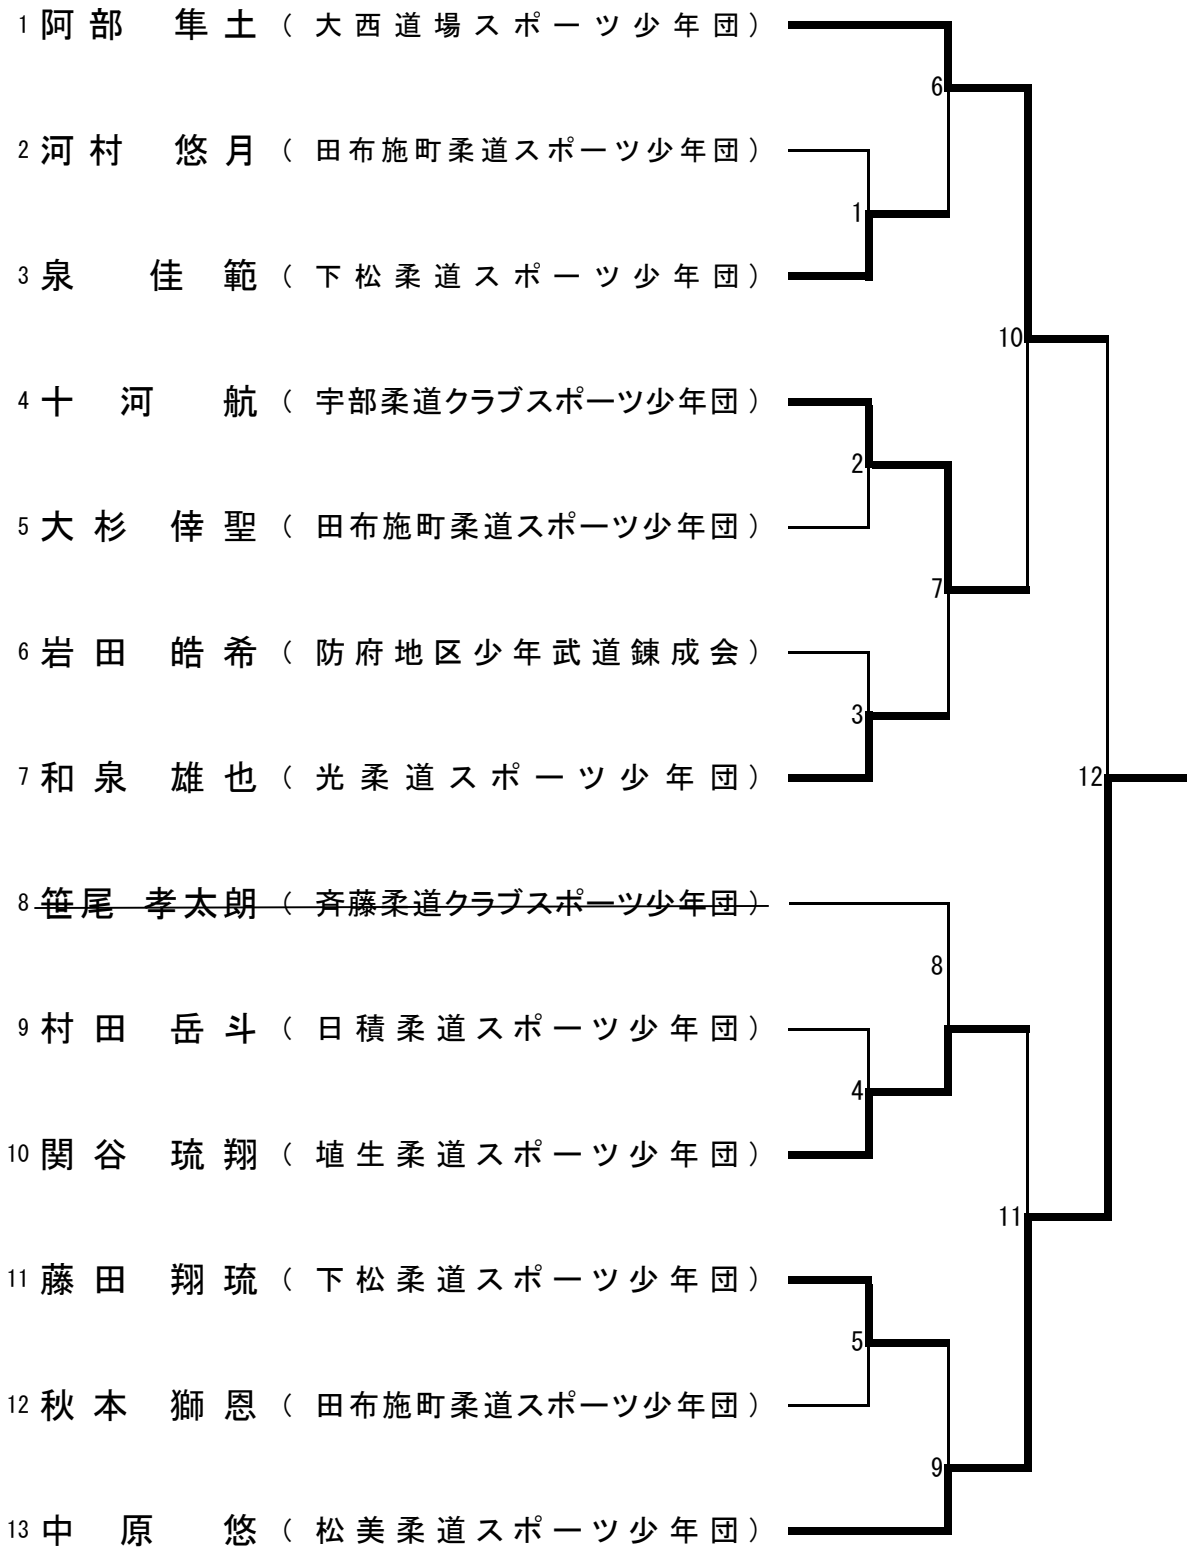 1 阿部 隼士 ( 大西道場スポーツ少年団 )
6
2 河村 悠月 ( 田布施町柔道スポーツ少年団 )
1
3 泉 佳範 ( 下松柔道スポーツ少年団 )
10
4 十河 航 ( 宇部柔道クラブスポーツ少年団 )
2
5 大杉 倖聖 ( 田布施町柔道スポーツ少年団 )
7
6 岩田 皓希 ( 防府地区少年武道錬成会 )
3
7 和泉 雄也 ( 光柔道スポーツ少年団 )
12
8 笹尾 孝太朗 ( 斉藤柔道クラブスポーツ少年団 )
8
9 村田 岳斗 ( 日積柔道スポーツ少年団 )
4
10 関谷 琉翔 ( 埴生柔道スポーツ少年団 )
11
11 藤田 翔琉 ( 下松柔道スポーツ少年団 )
5
12 秋本 獅恩 ( 田布施町柔道スポーツ少年団 )
9
13 中原 悠 ( 松美柔道スポーツ少年団 )